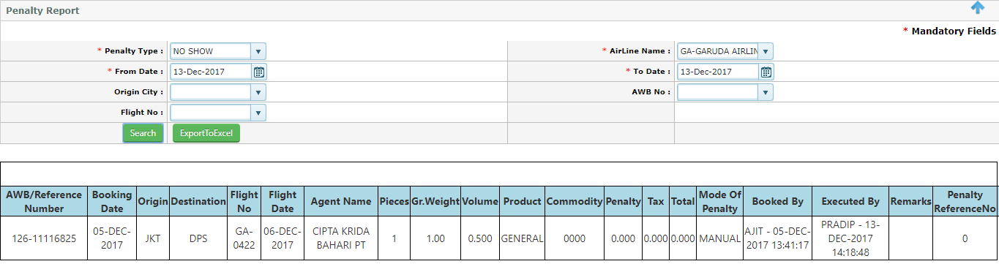 Penalty Report
* Mandatory Fields
* Penalty Type : NO SHOW * AirLine Name : GA-GARUDA AIRLIN
* From Date : 13-Dec-2017 * To Date : 13-Dec-2017
Origin City : AWB No :
Flight No :
Search ExportToExcel
AWB/Reference Number Booking Date Origin Destination Flight No Flight Date Agent Name Pieces Gr.Weight Volume Product Commodity Penalty Tax Total Mode Of Penalty Booked By Executed By Remarks Penalty ReferenceNo
126-11116825 05-DEC-2017 JKT DPS GA-0422 06-DEC-2017 CIPTA KRIDA BAHARI PT 1 1.00 0.500 GENERAL 0000 0.000 0.000 0.000 MANUAL AJIT - 05-DEC-2017 13:41:17 PRADIP - 13-DEC-2017 14:18:48 0